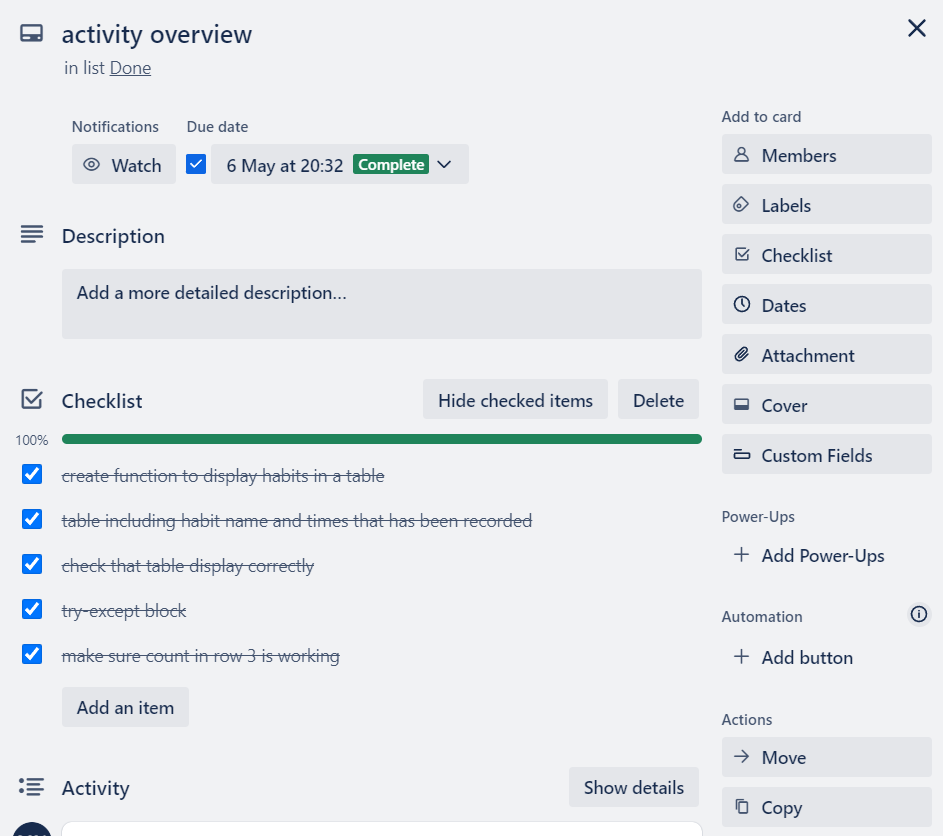 activity overview
in list Done
Notifications
Due date
Watch
6 May at 20:32 Complete
Description
Add a more detailed description...
Checklist
Hide checked items
Delete
100%
create function to display habits in a table
table including habit name and times that has been recorded
check that table display correctly
try-except block
make sure count in row 3 is working
Add an item
Activity
Show details
Add to card
Members
Labels
Checklist
Dates
Attachment
Cover
Custom Fields
Power-Ups
+ Add Power-Ups
Automation
+ Add button
Actions
Move
Copy